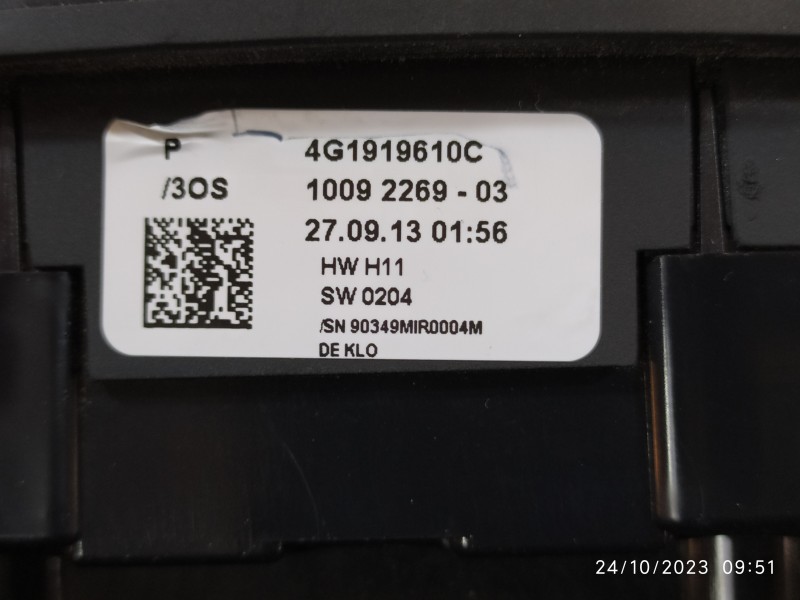 P 4G1919610C
/3OS 1009 2269 - 03
27.09.13 01:56
HW H11
SW 0204
/SN 90349MIR0004M
DE KLO
24/10/2023 09:51